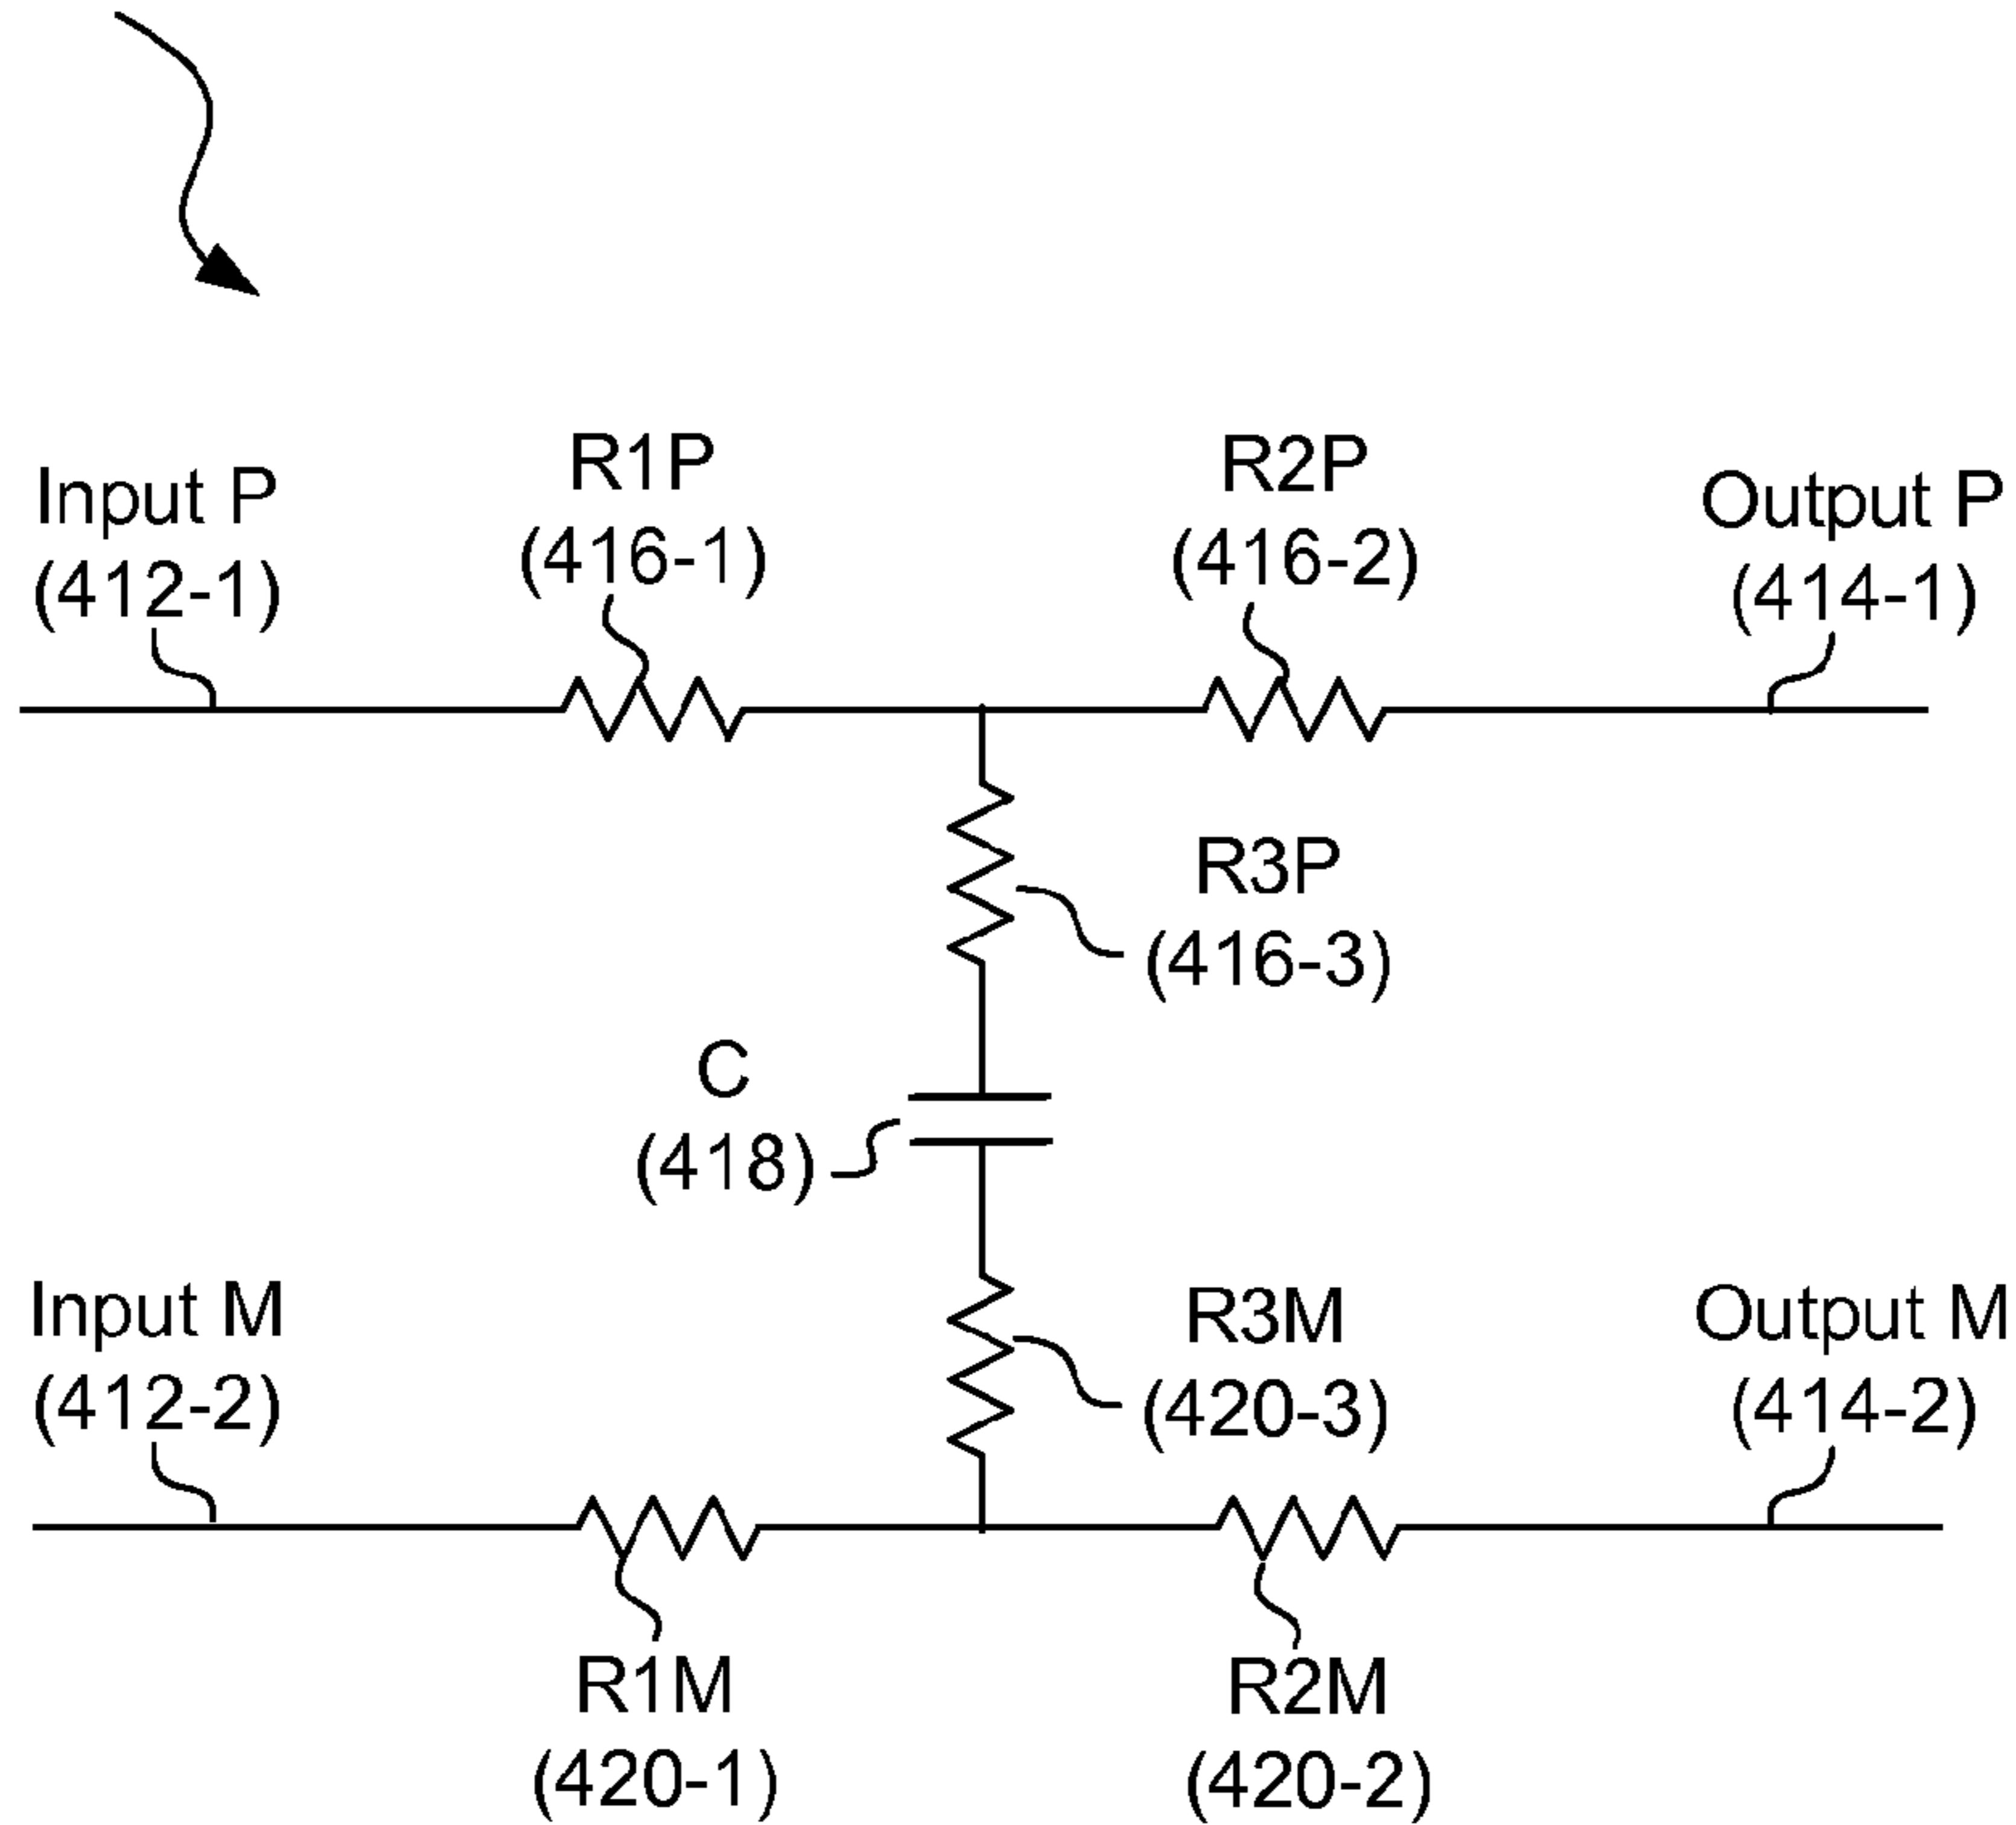 R1P
(416-1)
R2P
(416-2)
Input P
(412-1)
Output P
(414-1)
R3P
(416-3)
C
(418)
Input M
(412-2)
R3M
(420-3)
Output M
(414-2)
R1M
(420-1)
R2M
(420-2)